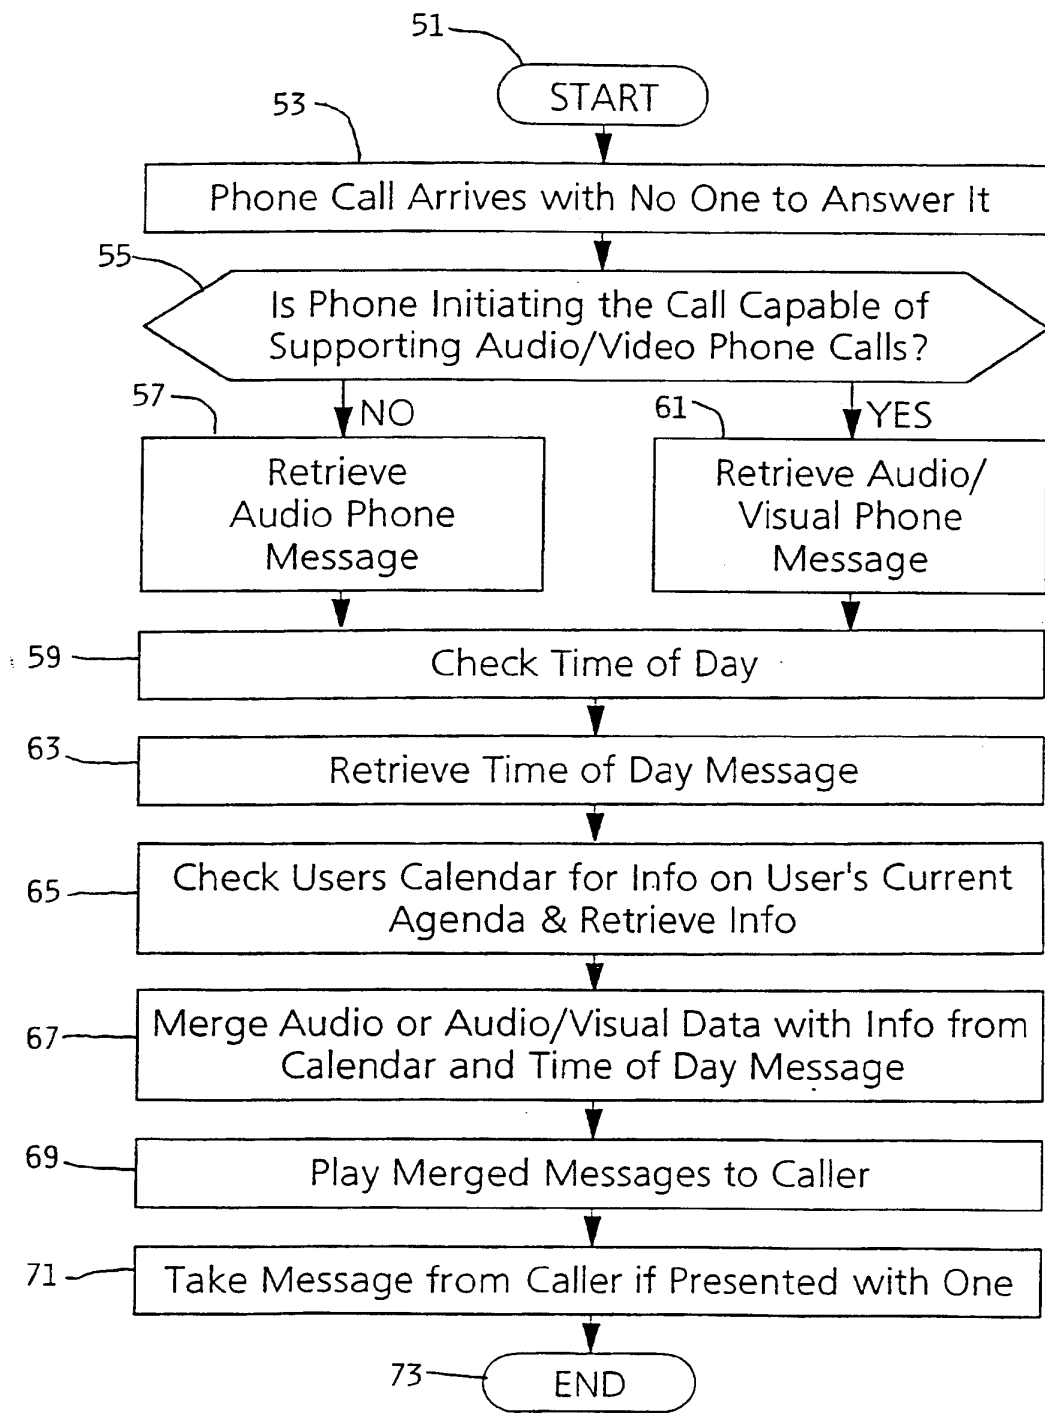 51
START
53
Phone Call Arrives with No One to Answer It
55
Is Phone Initiating the Call Capable of
Supporting Audio/Video Phone Calls?
57
NO
61
YES
Retrieve
Audio Phone
Message
Retrieve Audio/
Visual Phone
Message
59
Check Time of Day
63
Retrieve Time of Day Message
65
Check Users Calendar for Info on User's Current
Agenda & Retrieve Info
67
Merge Audio or Audio/Visual Data with Info from
Calendar and Time of Day Message
69
Play Merged Messages to Caller
71
Take Message from Caller if Presented with One
73
END